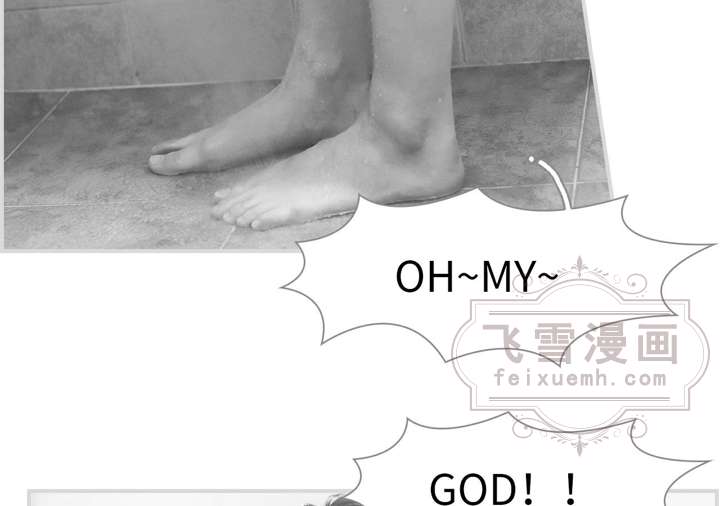 OH~MY~
飞雪漫画
feixuemh.com
GOD！！